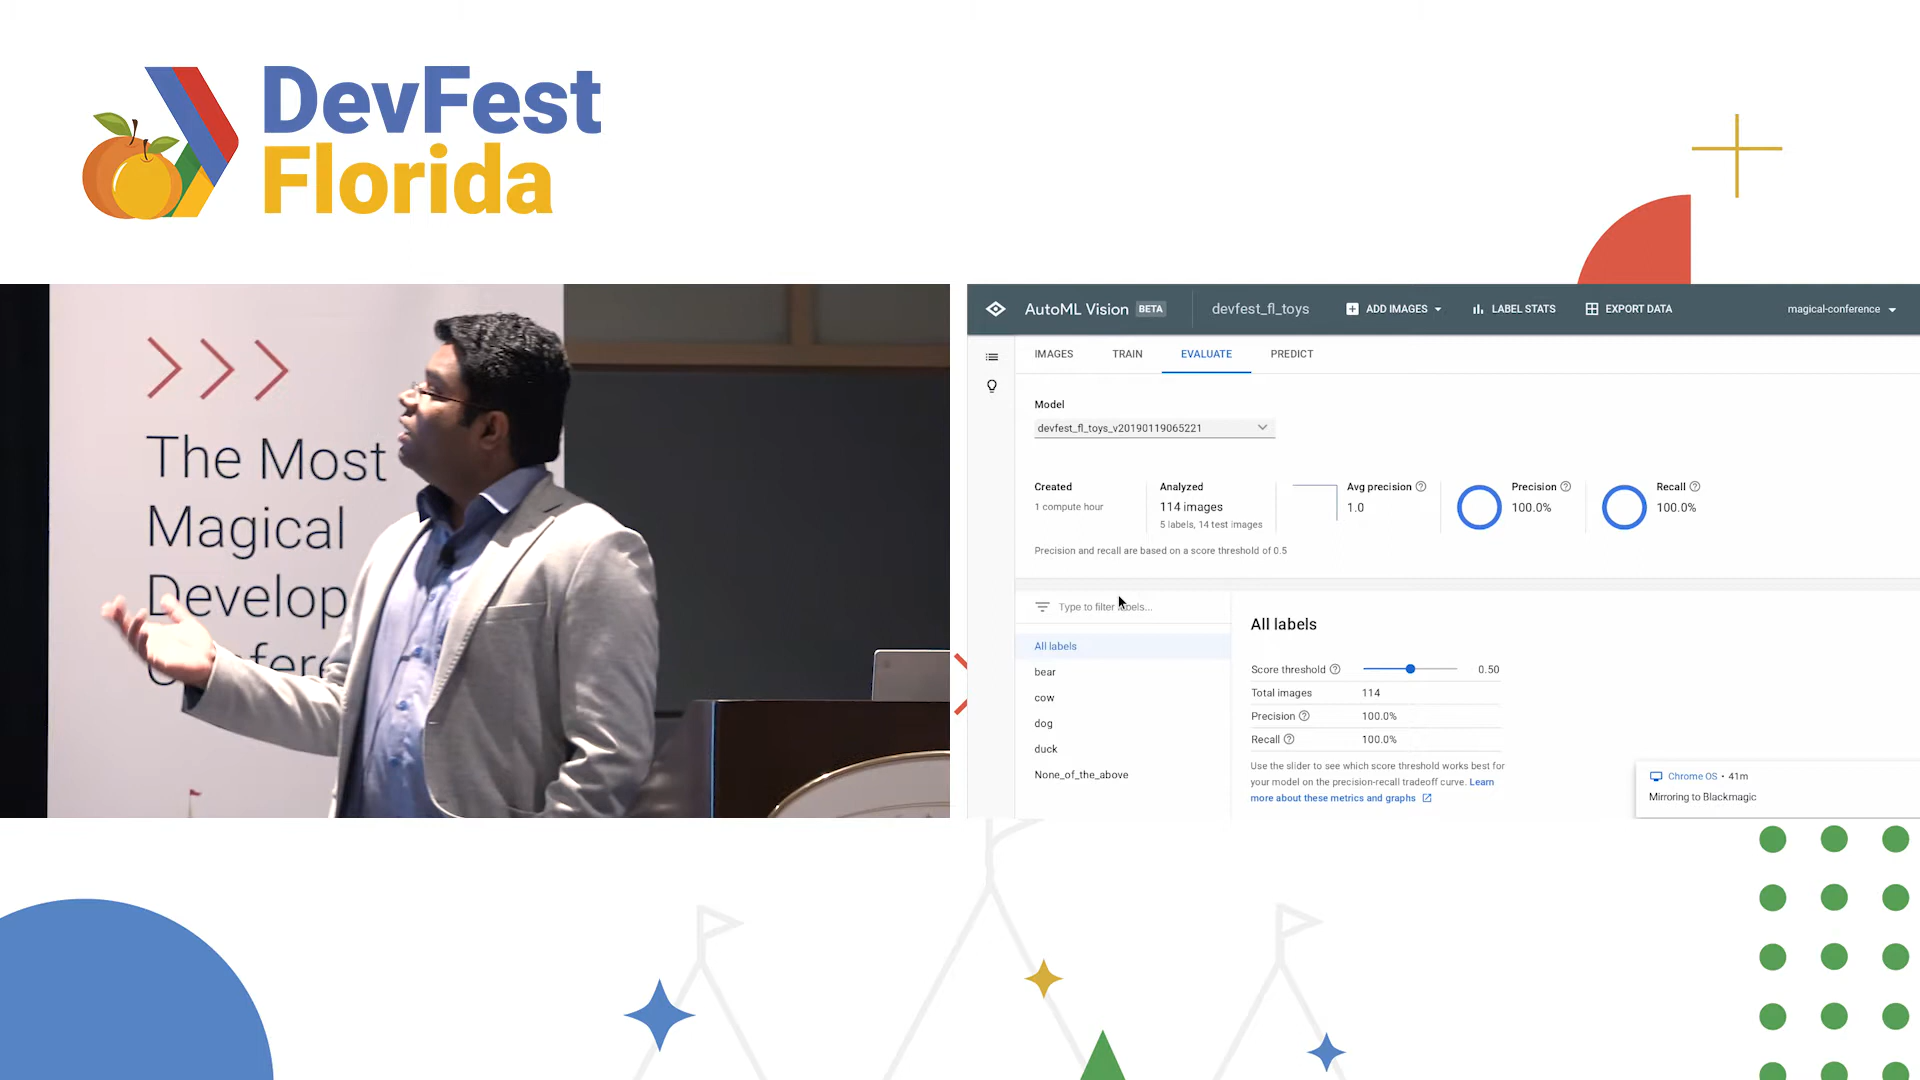 DevFest
Florida
The Most
Magical
Develop
AutoML Vision BETA
devfest_fl_toys
ADD IMAGES
LABEL STATS
EXPORT DATA
magical-conference
IMAGES
TRAIN
EVALUATE
PREDICT
Model
devfest_fl_toys_v20190119065221
Created
1 compute hour
Analyzed
114 images
5 labels, 14 test images
Avg precision
1.0
Precision
100.0%
Recall
100.0%
Precision and recall are based on a score threshold of 0.5
Type to filter labels...
All labels
bear
cow
dog
duck
None_of_the_above
All labels
Score threshold 0.50
Total images 114
Precision 100.0%
Recall 100.0%
Use the slider to see which score threshold works best for
your model on the precision-recall tradeoff curve. Learn
more about these metrics and graphs
Chrome OS • 41m
Mirroring to Blackmagic